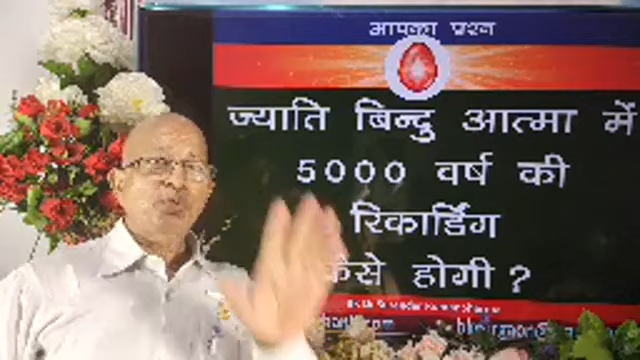 आपका प्रश्न
ज्याति बिन्दु आत्मा में
5000 वर्ष की
रिकार्डिंग
कैसे होगी ?